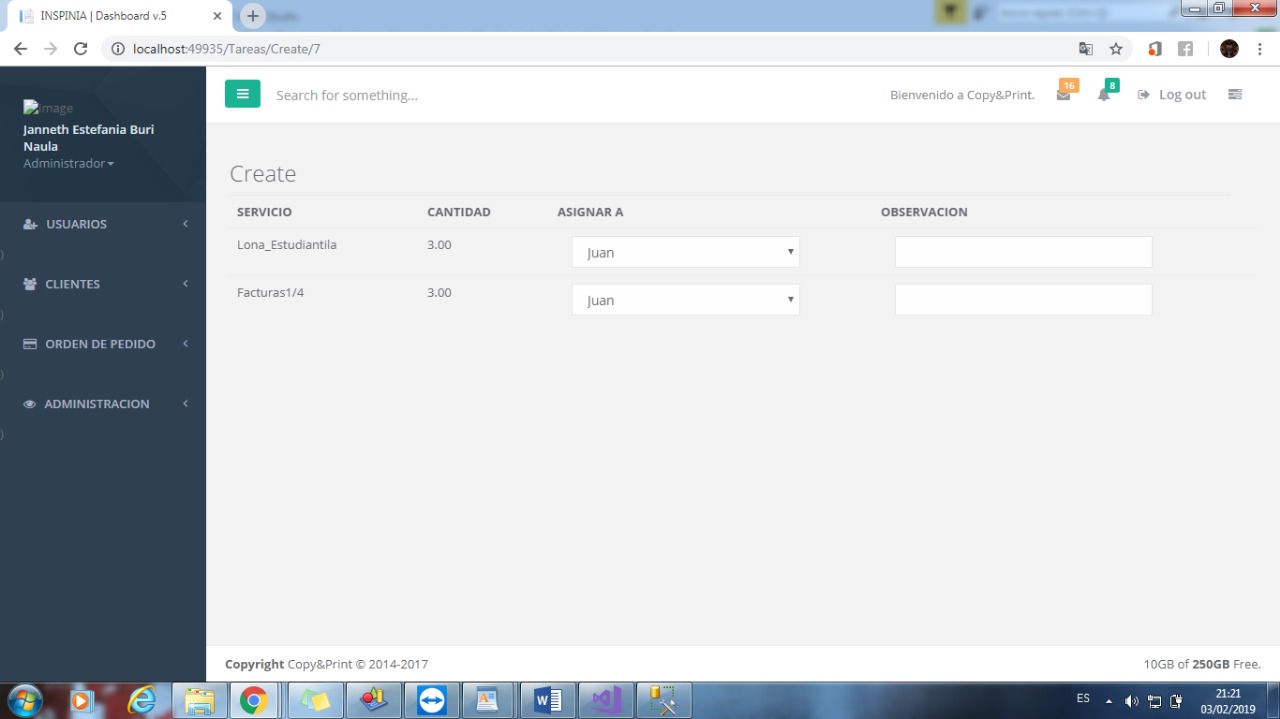 INSPINIA | Dashboard v.5
localhost:49935/Tareas/Create/7
image
Janneth Estefania Buri
Naula
Administrador
Search for something...
Bienvenido a Copy&Print.
16
8
Log out
USUARIOS
)
CLIENTES
)
ORDEN DE PEDIDO
)
ADMINISTRACION
)
Create
SERVICIO CANTIDAD ASIGNAR A OBSERVACION
Lona_Estudiantila 3.00 Juan
Facturas1/4 3.00 Juan
Copyright Copy&Print © 2014-2017
10GB of 250GB Free.
ES
21:21
03/02/2019